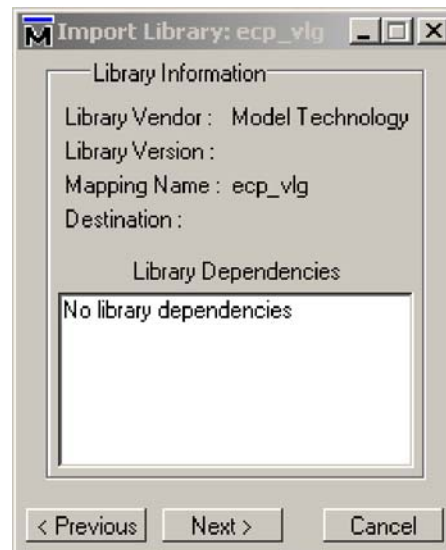 Import Library: ecp_vlg
Library Information
Library Vendor : Model Technology
Library Version :
Mapping Name : ecp_vlg
Destination :
Library Dependencies
No library dependencies
< Previous Next > Cancel